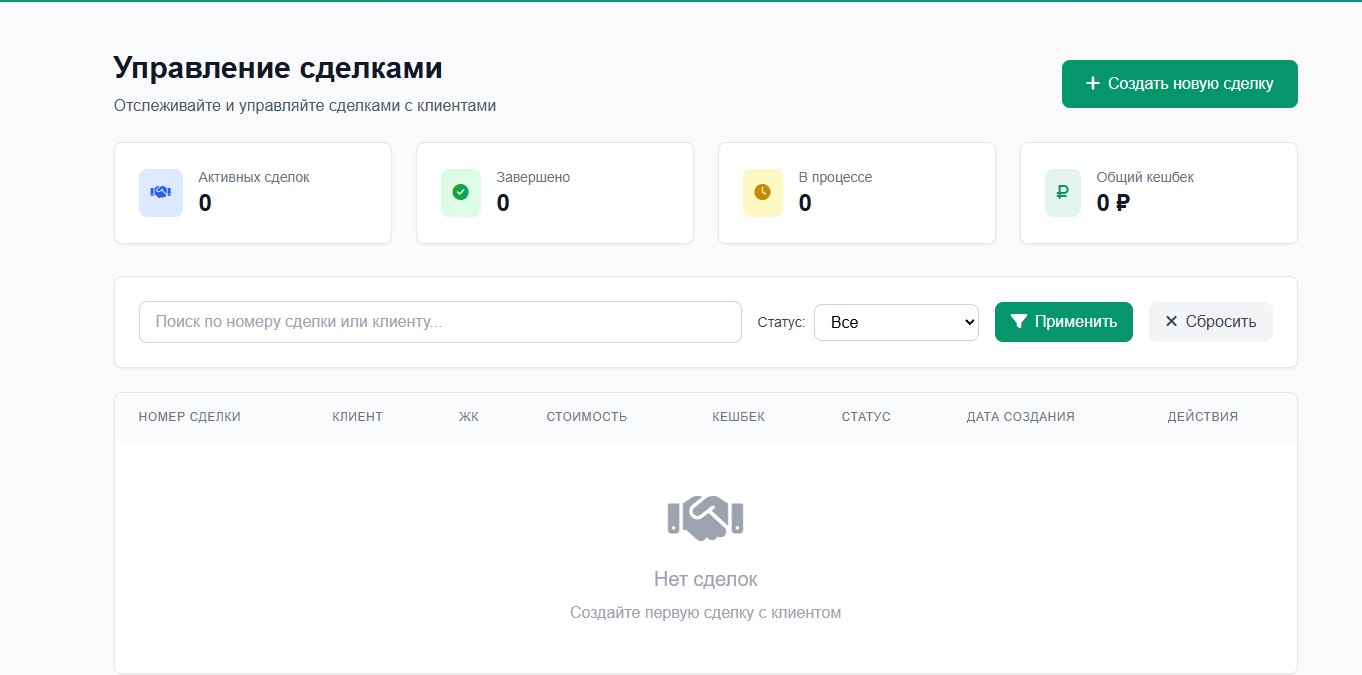 Управление сделками
Отслеживайте и управляйте сделками с клиентами
Создать новую сделку
Активных сделок
0
Завершено
0
В процессе
0
Общий кешбек
0 ₽
Поиск по номеру сделки или клиенту...
Статус:
Все
Применить
Сбросить
НОМЕР СДЕЛКИ КЛИЕНТ ЖК СТОИМОСТЬ КЕШБЕК СТАТУС ДАТА СОЗДАНИЯ ДЕЙСТВИЯ
Нет сделок
Создайте первую сделку с клиентом